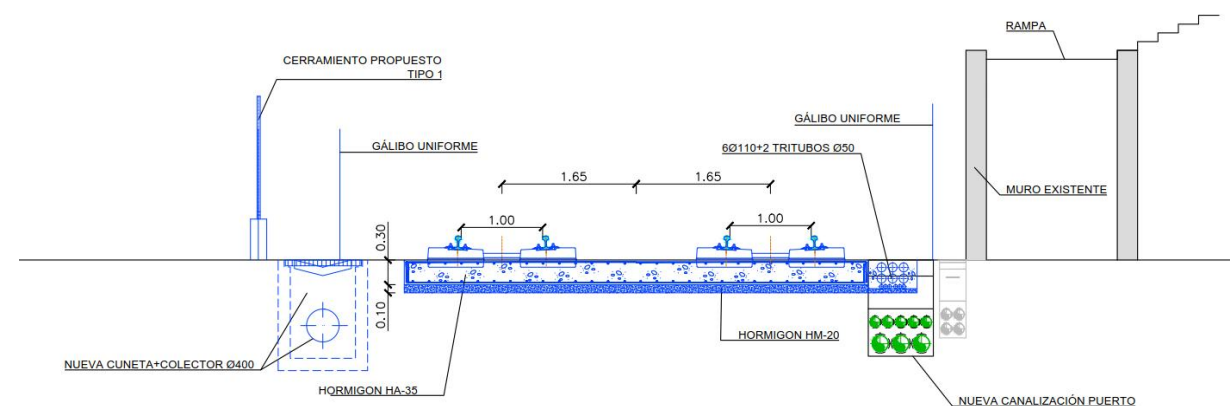 RAMPA
CERRAMIENTO PROPUESTO
TIPO 1
GÁLIBO UNIFORME
GÁLIBO UNIFORME
6Ø110+2 TRITUBOS Ø50
1.65
1.65
MURO EXISTENTE
1.00
1.00
0.30
0.10
HORMIGON HM-20
NUEVA CUNETA+COLECTOR Ø400
HORMIGON HA-35
NUEVA CANALIZACIÓN PUERTO